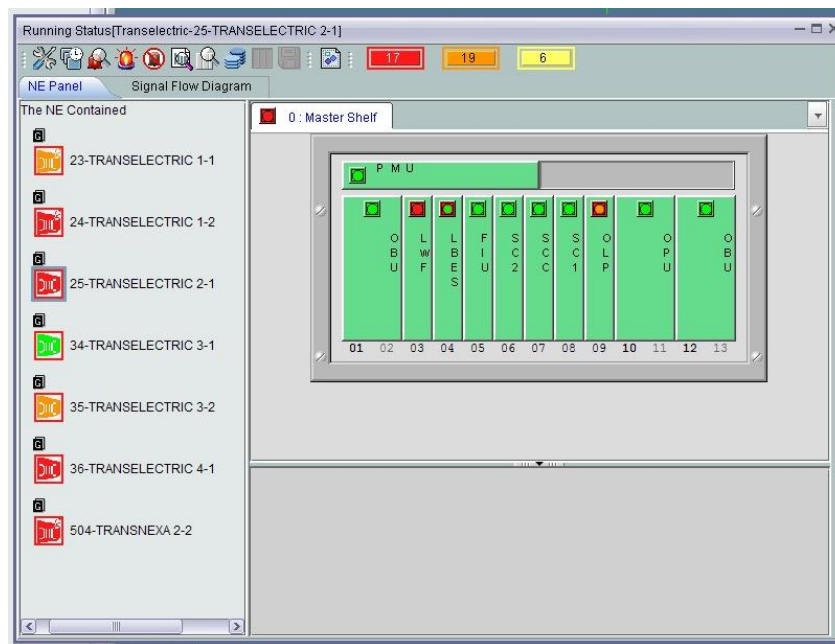 Running Status[Transelectric-25-TRANSELECTRIC 2-1]
17 19 6
NE Panel Signal Flow Diagram
The NE Contained
G
23-TRANSELECTRIC 1-1
G
24-TRANSELECTRIC 1-2
G
25-TRANSELECTRIC 2-1
G
34-TRANSELECTRIC 3-1
G
35-TRANSELECTRIC 3-2
G
36-TRANSELECTRIC 4-1
G
504-TRANSNEXA 2-2
0 : Master Shelf
P M U
OBU LWF LBES FIU SC2 SCC SC1 OLP OPU OBU
01 02 03 04 05 06 07 08 09 10 11 12 13